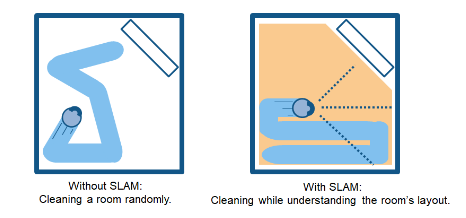 Without SLAM:
Cleaning a room randomly.
With SLAM:
Cleaning while understanding the room's layout.